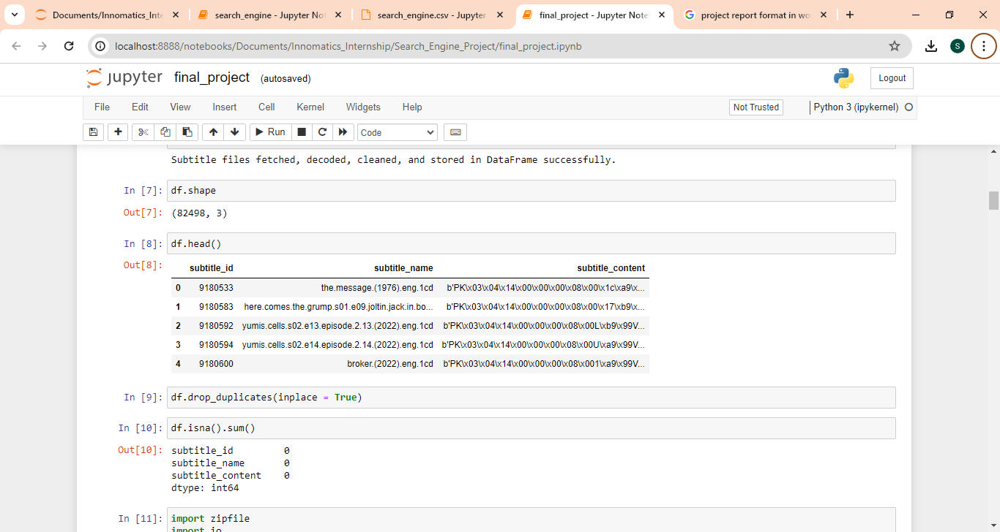 Documents/Innomatics_Inte
search_engine - Jupyter Not
search_engine.csv - Jupyter
final_project - Jupyter Note
project report format in wo
localhost:8888/notebooks/Documents/Innomatics_Internship/Search_Engine_Project/final_project.ipynb
S
jupyter final_project (autosaved)
Logout
File Edit View Insert Cell Kernel Widgets Help
Not Trusted
Python 3 (ipykernel)
Run
Code
Subtitle files fetched, decoded, cleaned, and stored in DataFrame successfully.
In [7]: df.shape
Out[7]: (82498, 3)
In [8]: df.head()
Out[8]:
subtitle_id subtitle_name subtitle_content
0 9180533 the.message.(1976).eng.1cd b'PK\x03\x04\x14\x00\x00\x00\x08\x00\x1c\xa9\x...
1 9180583 here.comes.the.grump.s01.e09.joltin.jack.in.bo... b'PK\x03\x04\x14\x00\x00\x00\x08\x00\x17\xb9\x...
2 9180592 yumis.cells.s02.e13.episode.2.13.(2022).eng.1cd b'PK\x03\x04\x14\x00\x00\x00\x08\x00L\xb9\x99V...
3 9180594 yumis.cells.s02.e14.episode.2.14.(2022).eng.1cd b'PK\x03\x04\x14\x00\x00\x00\x08\x00U\xa9\x99V...
4 9180600 broker.(2022).eng.1cd b'PK\x03\x04\x14\x00\x00\x00\x08\x001\xa9\x99V...
In [9]: df.drop_duplicates(inplace = True)
In [10]: df.isna().sum()
Out[10]: subtitle_id 0
subtitle_name 0
subtitle_content 0
dtype: int64
In [11]: import zipfile
import io